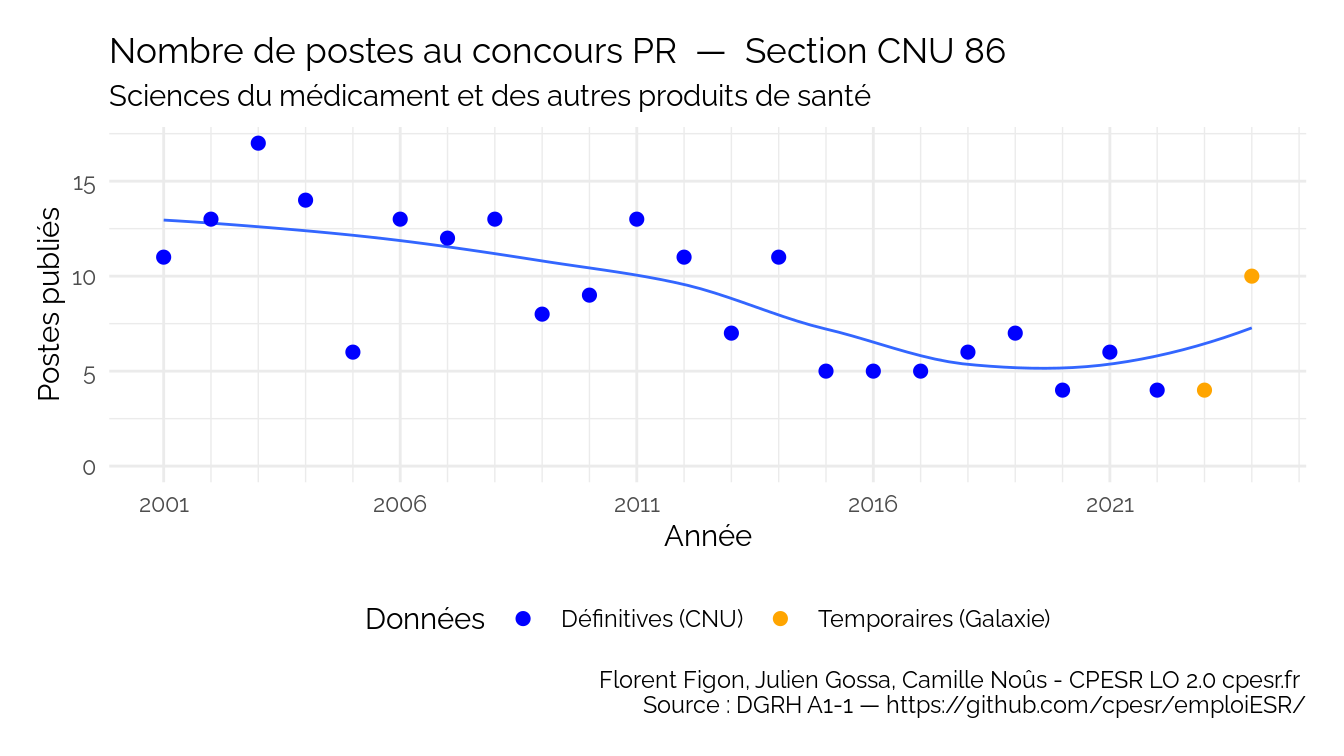 Nombre de postes au concours PR — Section CNU 86
Sciences du médicament et des autres produits de santé
Postes publiés
15
10
5
0
2001 2006 2011 2016 2021
Année
Données Définitives (CNU) Temporaires (Galaxie)
Florent Figon, Julien Gossa, Camille Noûs - CPESR LO 2.0 cpesr.fr
Source : DGRH A1-1 — https://github.com/cpesr/emploiESR/